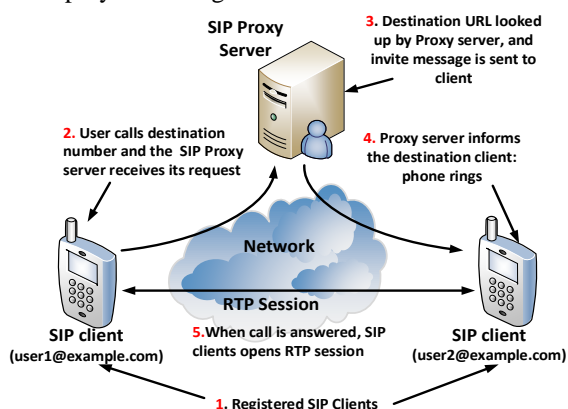 SIP Proxy
Server
3. Destination URL looked
up by Proxy server, and
invite message is sent to
client
2. User calls destination
number and the SIP Proxy
server receives its request
4. Proxy server informs
the destination client:
phone rings
Network
RTP Session
5.When call is answered, SIP
clients opens RTP session
SIP client
(user1@example.com)
SIP client
(user2@example.com)
1. Registered SIP Clients